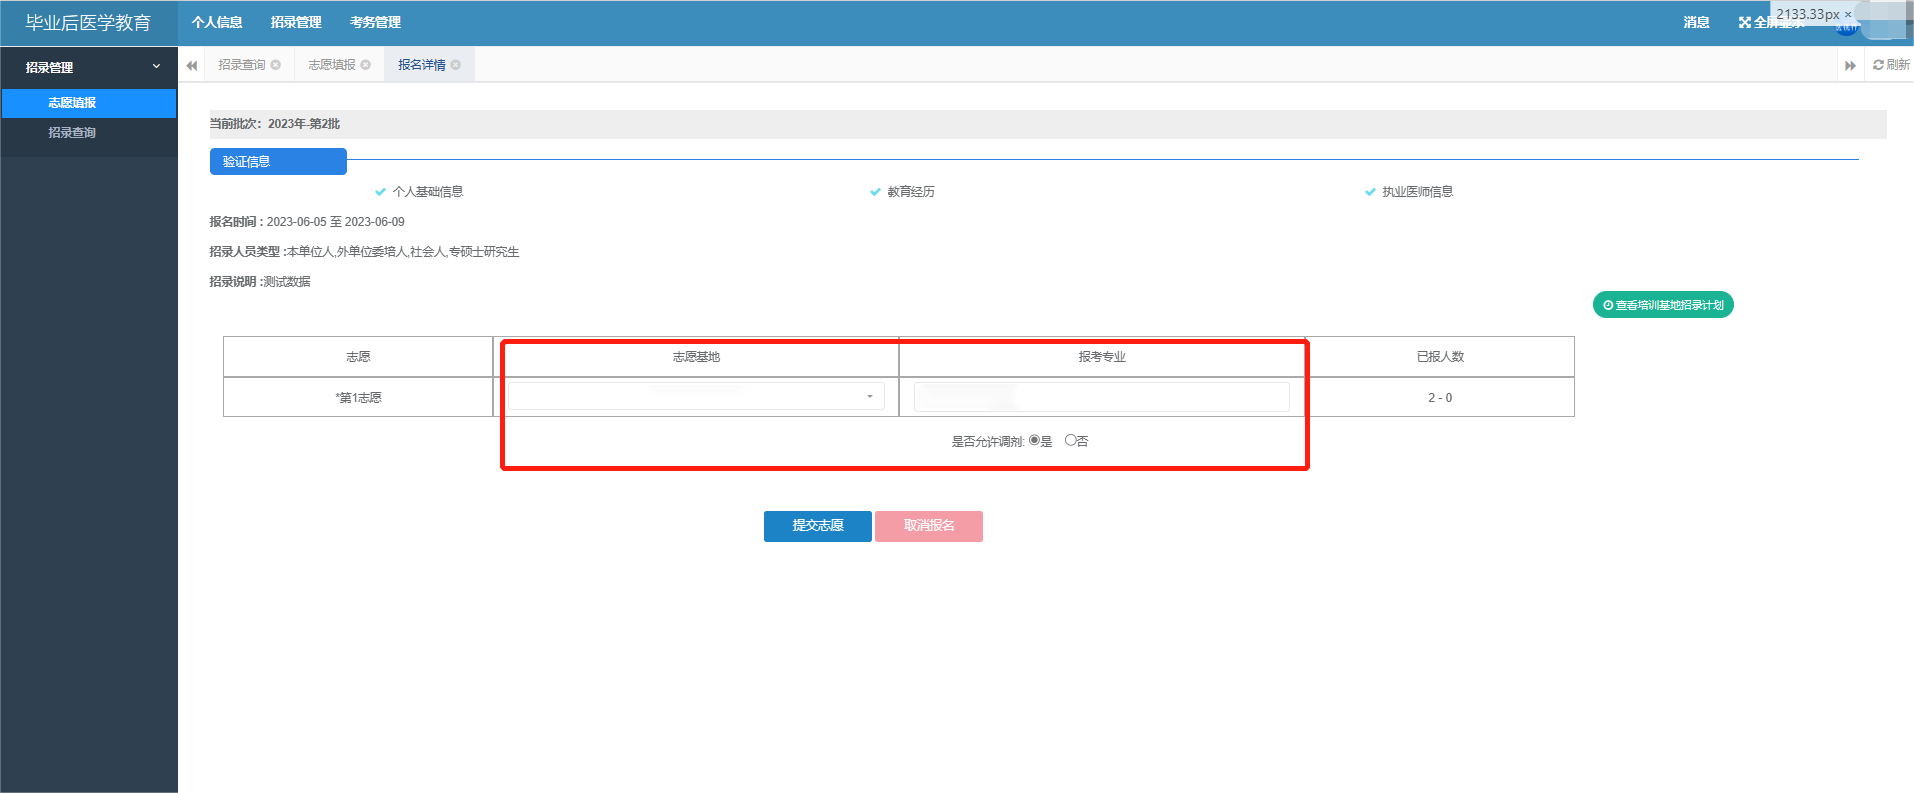 毕业后医学教育
个人信息 招录管理 考务管理
消息
2133.33px ×
招录管理
志愿填报
招录查询
招录查询 志愿填报 报名详情
刷新
当前批次：2023年-第2批
验证信息
个人基础信息 教育经历 执业医师信息
报名时间 : 2023-06-05 至 2023-06-09
招录人员类型 :本单位人,外单位委培人,社会人,专硕士研究生
招录说明 :测试数据
查看培训基地招录计划
志愿 志愿基地 报考专业 已报人数
*第1志愿 2 - 0
是否允许调剂: 是 否
提交志愿 取消报名